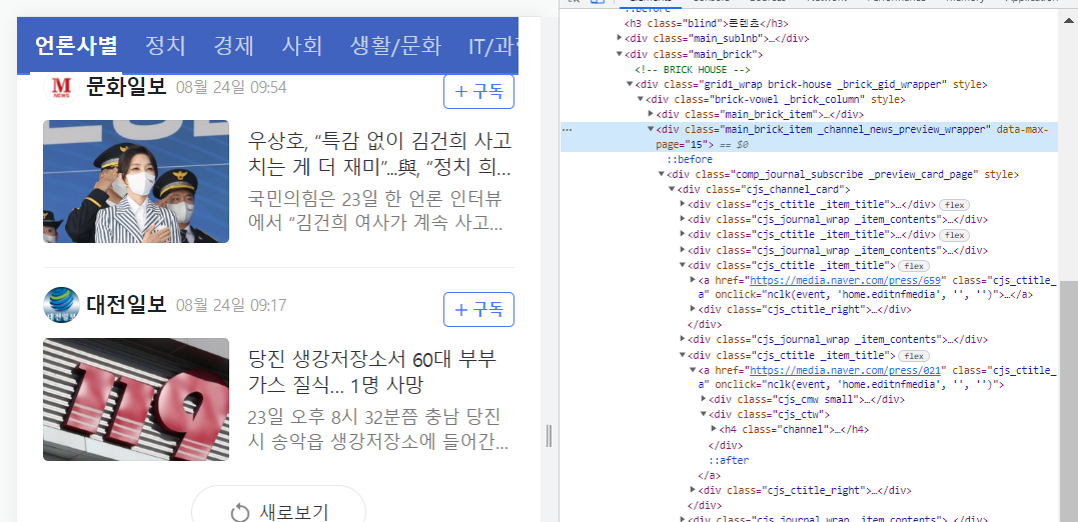 언론사별 정치 경제 사회 생활/문화 IT/과학
M
NEWS
문화일보 08월 24일 09:54
+ 구독
우상호, “특감 없이 김건희 사고
치는 게 더 재미”…與, “정치 희…
국민의힘은 23일 한 언론 인터뷰
에서 “김건희 여사가 계속 사고…
대전일보
대전일보 08월 24일 09:17
+ 구독
당진 생강저장소서 60대 부부
가스 질식… 1명 사망
119
23일 오후 8시 32분쯤 충남 당진
시 송악읍 생강저장소에 들어간…
새로보기
::before
<h3 class="blind">콘텐츠</h3>
<div class="main_sublnb">…</div>
<div class="main_brick">
<!-- BRICK HOUSE -->
<div class="grid1_wrap brick-house _brick_gid_wrapper" style>
<div class="brick-vowel _brick_column" style>
<div class="main_brick_item">…</div>
… <div class="main_brick_item _channel_news_preview_wrapper" data-max-
page="15"> == $0
::before
<div class="comp_journal_subscribe _preview_card_page" style>
<div class="cjs_channel_card">
<div class="cjs_ctitle _item_title">…</div> flex
<div class="cjs_journal_wrap _item_contents">…</div>
<div class="cjs_ctitle _item_title">…</div> flex
<div class="cjs_journal_wrap _item_contents">…</div>
<div class="cjs_ctitle _item_title"> flex
<a href="https://media.naver.com/press/659" class="cjs_ctitle_
a" onclick="nclk(event, 'home.editnfmedia', '', '')">…</a>
<div class="cjs_ctitle_right">…</div>
</div>
<div class="cjs_journal_wrap _item_contents">…</div>
<div class="cjs_ctitle _item_title"> flex
<a href="https://media.naver.com/press/021" class="cjs_ctitle_
a" onclick="nclk(event, 'home.editnfmedia', '', '')">
<div class="cjs_cmw small">…</div>
<div class="cjs_ctw">
<h4 class="channel">…</h4>
</div>
::after
</a>
<div class="cjs_ctitle_right">…</div>
</div>
<div class="cjs_journal_wrap _item_contents">…</div>